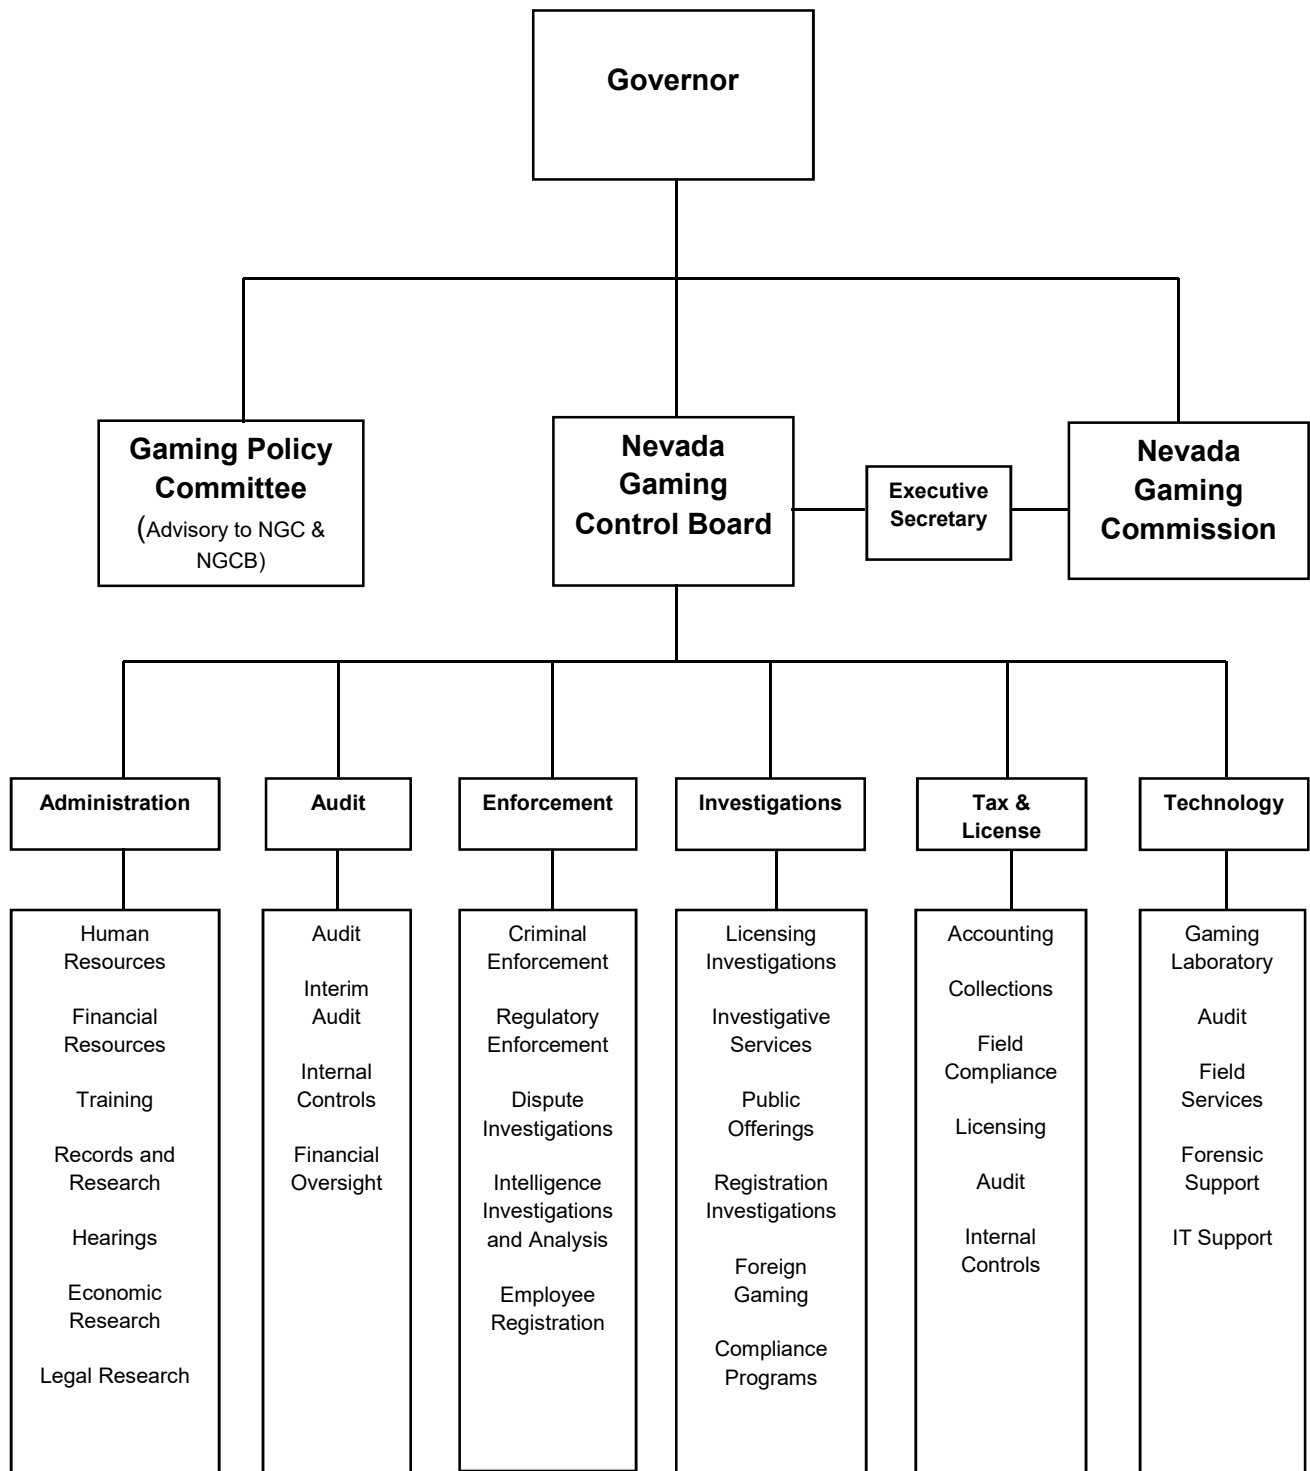 Governor
Gaming Policy
Committee
(Advisory to NGC &
NGCB)
Nevada
Gaming
Control Board
Executive
Secretary
Nevada
Gaming
Commission
Administration
Audit
Enforcement
Investigations
Tax &
License
Technology
Human
Resources
Financial
Resources
Training
Records and
Research
Hearings
Economic
Research
Legal Research
Audit
Interim
Audit
Internal
Controls
Financial
Oversight
Criminal
Enforcement
Regulatory
Enforcement
Dispute
Investigations
Intelligence
Investigations
and Analysis
Employee
Registration
Licensing
Investigations
Investigative
Services
Public
Offerings
Registration
Investigations
Foreign
Gaming
Compliance
Programs
Accounting
Collections
Field
Compliance
Licensing
Audit
Internal
Controls
Gaming
Laboratory
Audit
Field
Services
Forensic
Support
IT Support